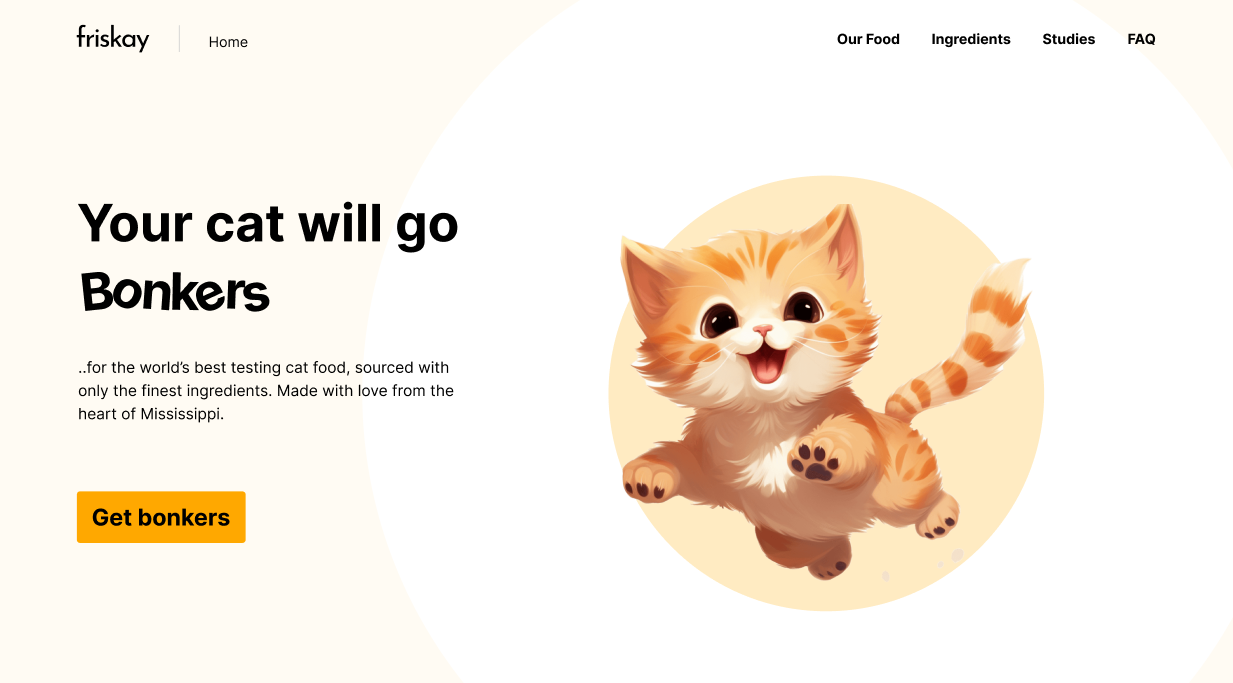 friskay
Home
Our Food
Ingredients
Studies
FAQ
Your cat will go
Bonkers
..for the world’s best testing cat food, sourced with
only the finest ingredients. Made with love from the
heart of Mississippi.
Get bonkers